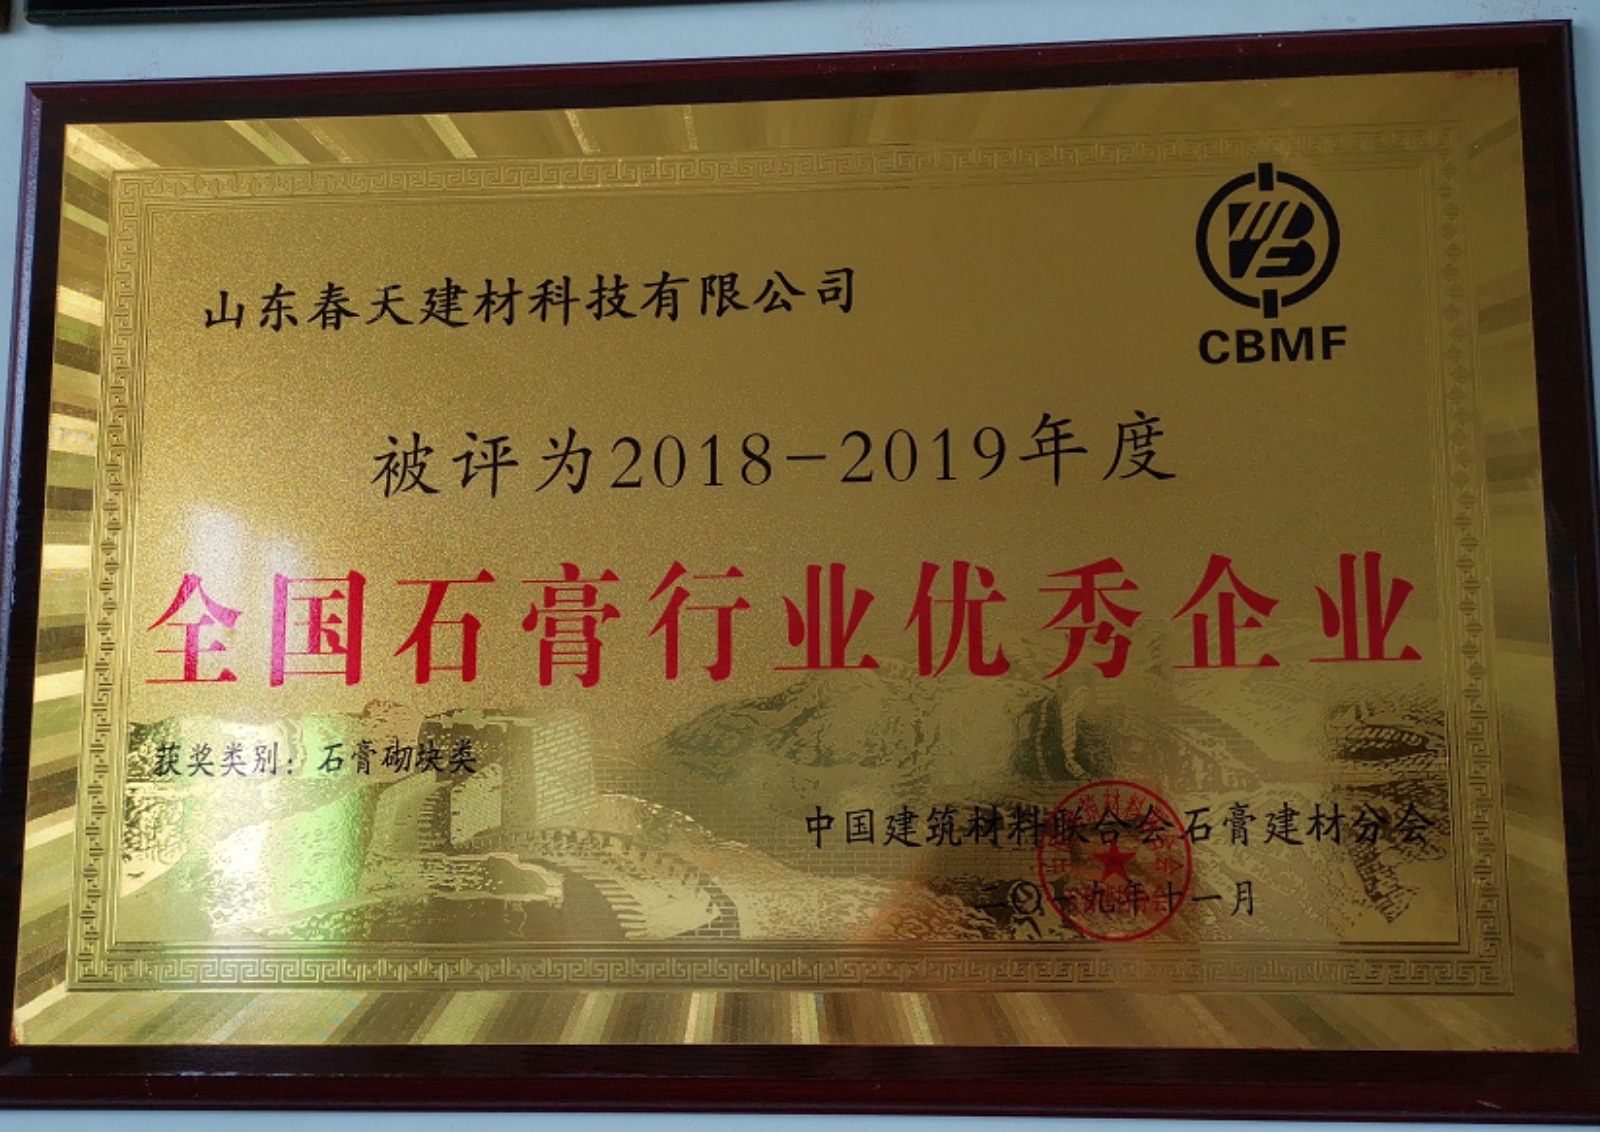 CBMF
山东春天建材科技有限公司
被评为2018-2019年度
全国石膏行业优秀企业
获奖类别：石膏砌块类
中国建筑材料联合会石膏建材分会
二〇一九年十一月